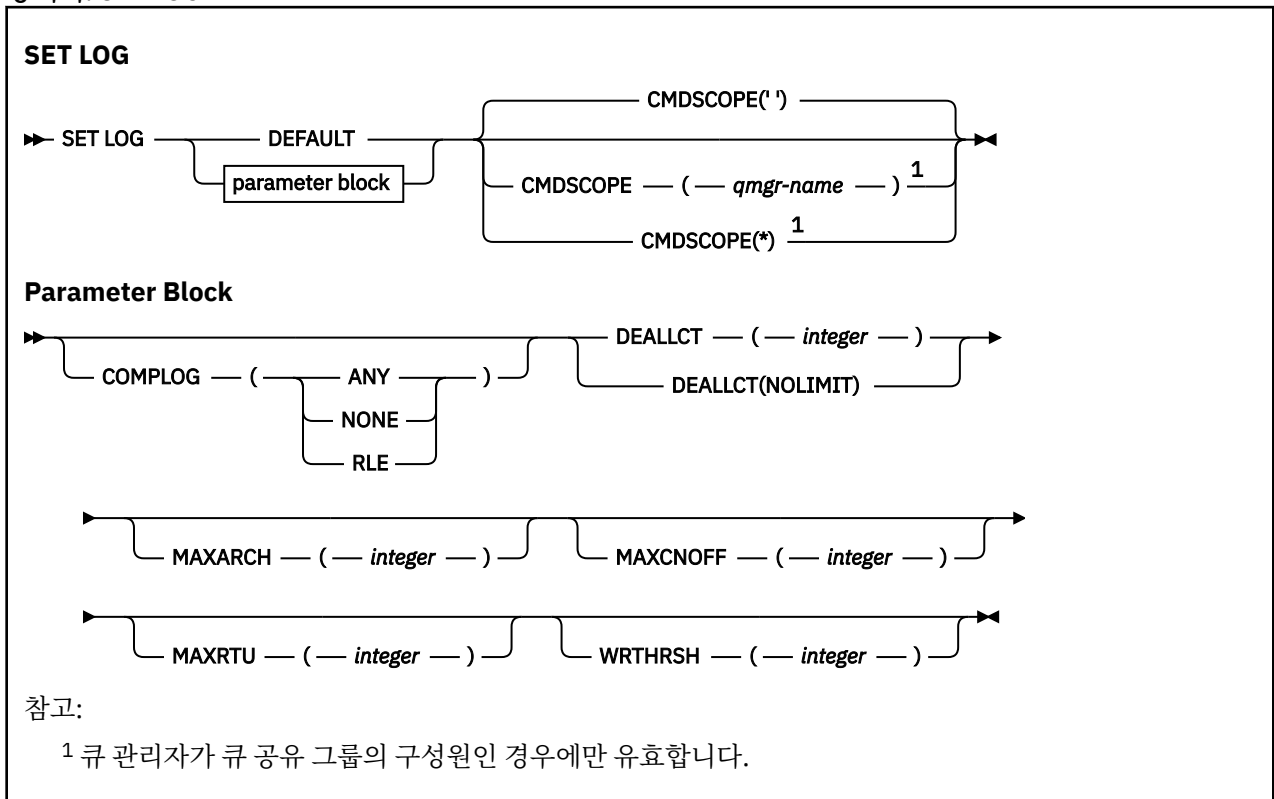 SET LOG
CMDSCOPE(' ')
SET LOG DEFAULT
parameter block
CMDSCOPE ( qmgr-name ) 1
CMDSCOPE(*) 1
Parameter Block
DEALLCT ( integer )
COMPLOG ( ANY )
DEALLCT(NOLIMIT)
NONE
RLE
MAXARCH ( integer ) MAXCNOFF ( integer )
MAXRTU ( integer ) WRTHRSH ( integer )
참고:
1 큐 관리자가 큐 공유 그룹의 구성원인 경우에만 유효합니다.